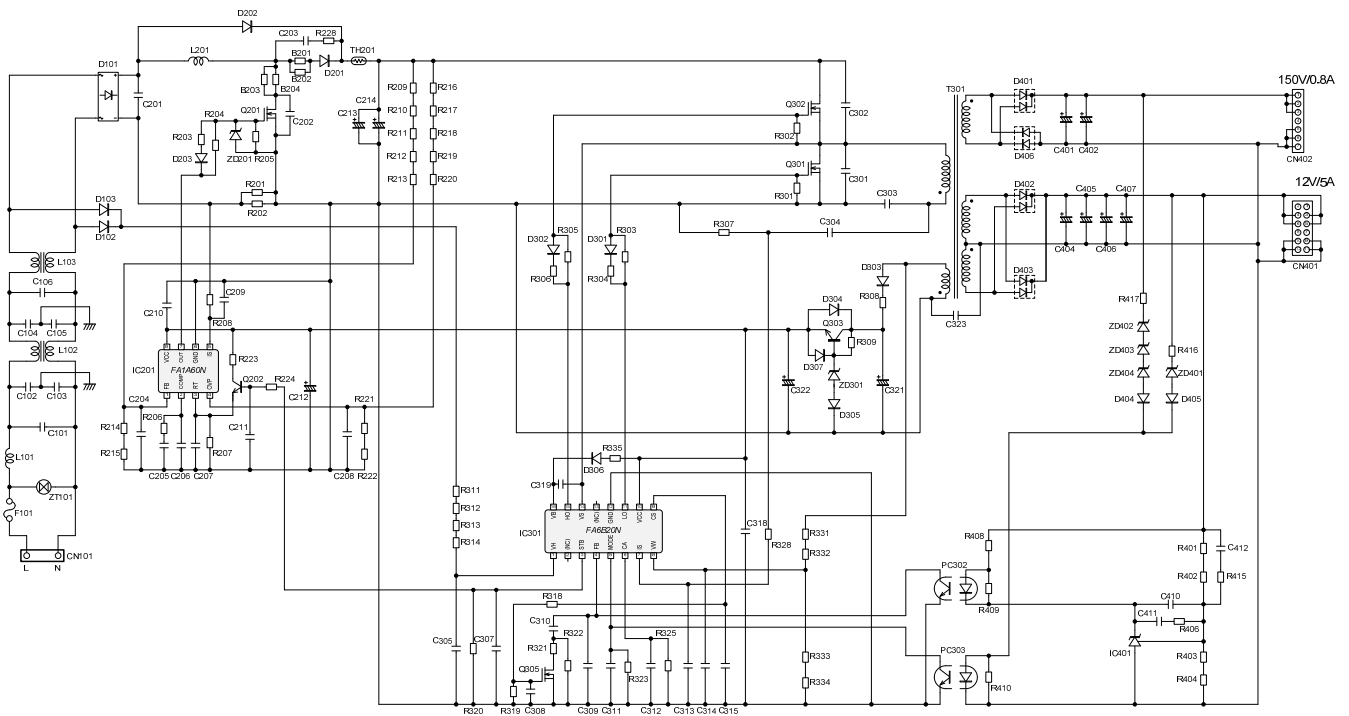 D202
C203 R228
L201
B201
TH201
D101
B202
D201
B203
B204
C201
R209
R216
C214
C213
R210
R217
Q201
C202
R204
R203
D203
ZD201
R205
R211
R218
R212
R219
R213
R220
R201
R202
D103
D102
Q302
R302
C302
Q301
R301
C301
C303
R307
C304
T301
D401
D406
C401 C402
150V/0.8A
CN402
D402
C405 C407
C404 C406
12V/5A
CN401
D403
D302
R305
R306
D301
R303
R304
L103
C106
C104 C105
L102
C102 C103
C101
L101
ZT101
F101
CN101
L N
C209
C210
R208
VCC OUT GND IS
IC201
FA1A60N
FB COMP RT OVP
R223
Q202
R224
C212
C204
R206
R214
R215
C205 C206 C207
R207
C211
R221
C208
R222
D303
R308
D304
Q303
R309
D307
ZD301
D305
C322
C321
C323
R417
ZD402
ZD403
ZD404
D404
R416
ZD401
D405
R335
D306
C319
VB HO VS (NC) GND LO VCC CS
IC301
FA6B20N
VH (NC) STB FB MODE CA IS VW
R311
R312
R313
R314
C318
R328
R331
R332
R318
C310
R321
R322
Q305
C305
C307
R320
R319
C308
C309
C311
R323
R325
C312
C313
C314
C315
R333
R334
PC302
R408
R409
PC303
R410
R401
C412
R402
R415
C410
C411
R406
IC401
R403
R404